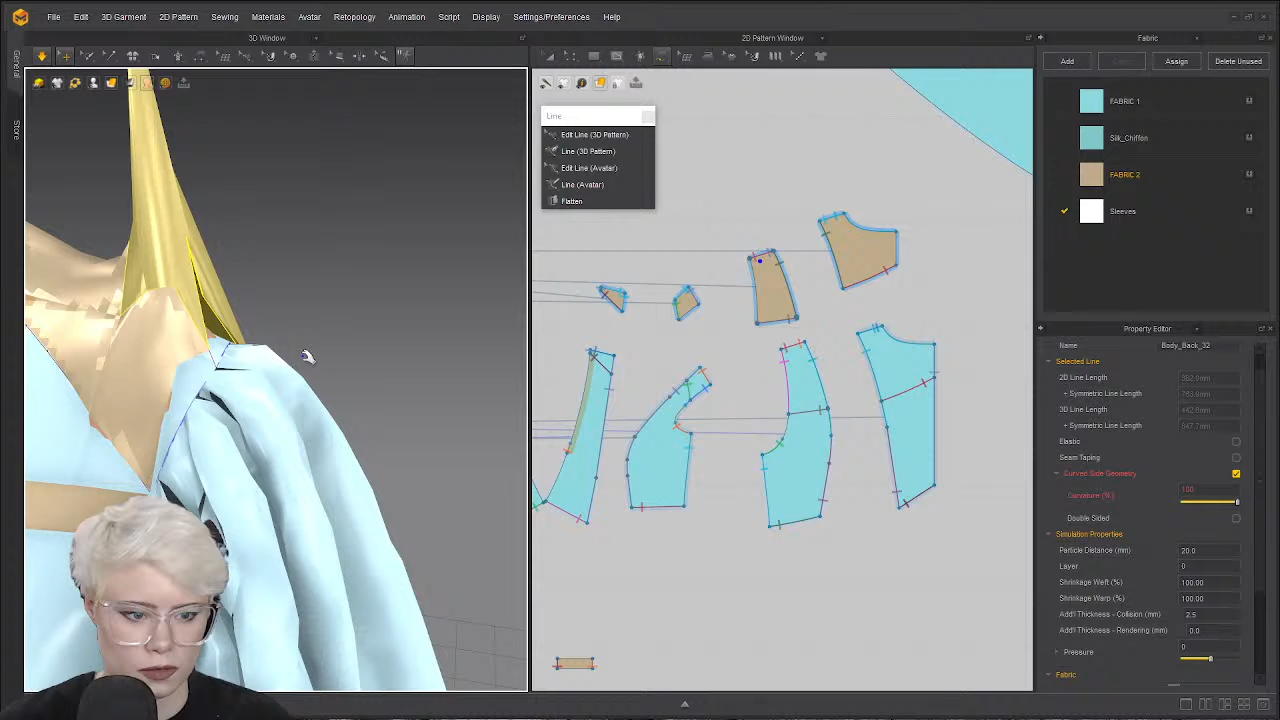 File Edit 3D Garment 2D Pattern Sewing Materials Avatar Retopology Animation Script Display Settings/Preferences Help
3D Window
2D Pattern Window
Fabric
General
Store
Add
Assign
Delete Unused
FABRIC 1
Silk_Chiffon
FABRIC 2
Sleeves
Line
Edit Line (3D Pattern)
Line (3D Pattern)
Edit Line (Avatar)
Line (Avatar)
Flatten
Property Editor
Name Body_Back_32
Selected Line
2D Line Length
+ Symmetric Line Length
3D Line Length
+ Symmetric Line Length
Elastic
Seam Taping
Curved Side Geometry
Curvature (%) 100
Double Sided
Simulation Properties
Particle Distance (mm) 20.0
Layer 0
Shrinkage Weft (%) 100.00
Shrinkage Warp (%) 100.00
Add'l Thickness - Collision (mm) 2.5
Add'l Thickness - Rendering (mm) 0.0
Pressure 0
Fabric